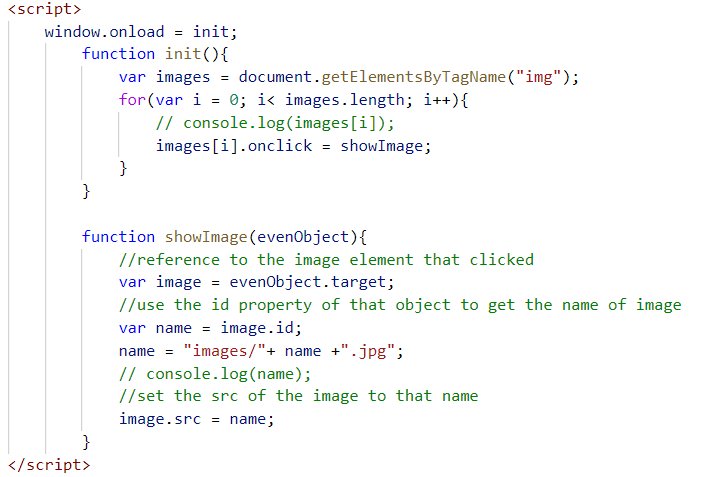 <script>
window.onload = init;
function init(){
var images = document.getElementsByTagName("img");
for(var i = 0; i< images.length; i++){
// console.log(images[i]);
images[i].onclick = showImage;
}
}
function showImage(evenObject){
//reference to the image element that clicked
var image = evenObject.target;
//use the id property of that object to get the name of image
var name = image.id;
name = "images/"+ name +".jpg";
// console.log(name);
//set the src of the image to that name
image.src = name;
}
</script>